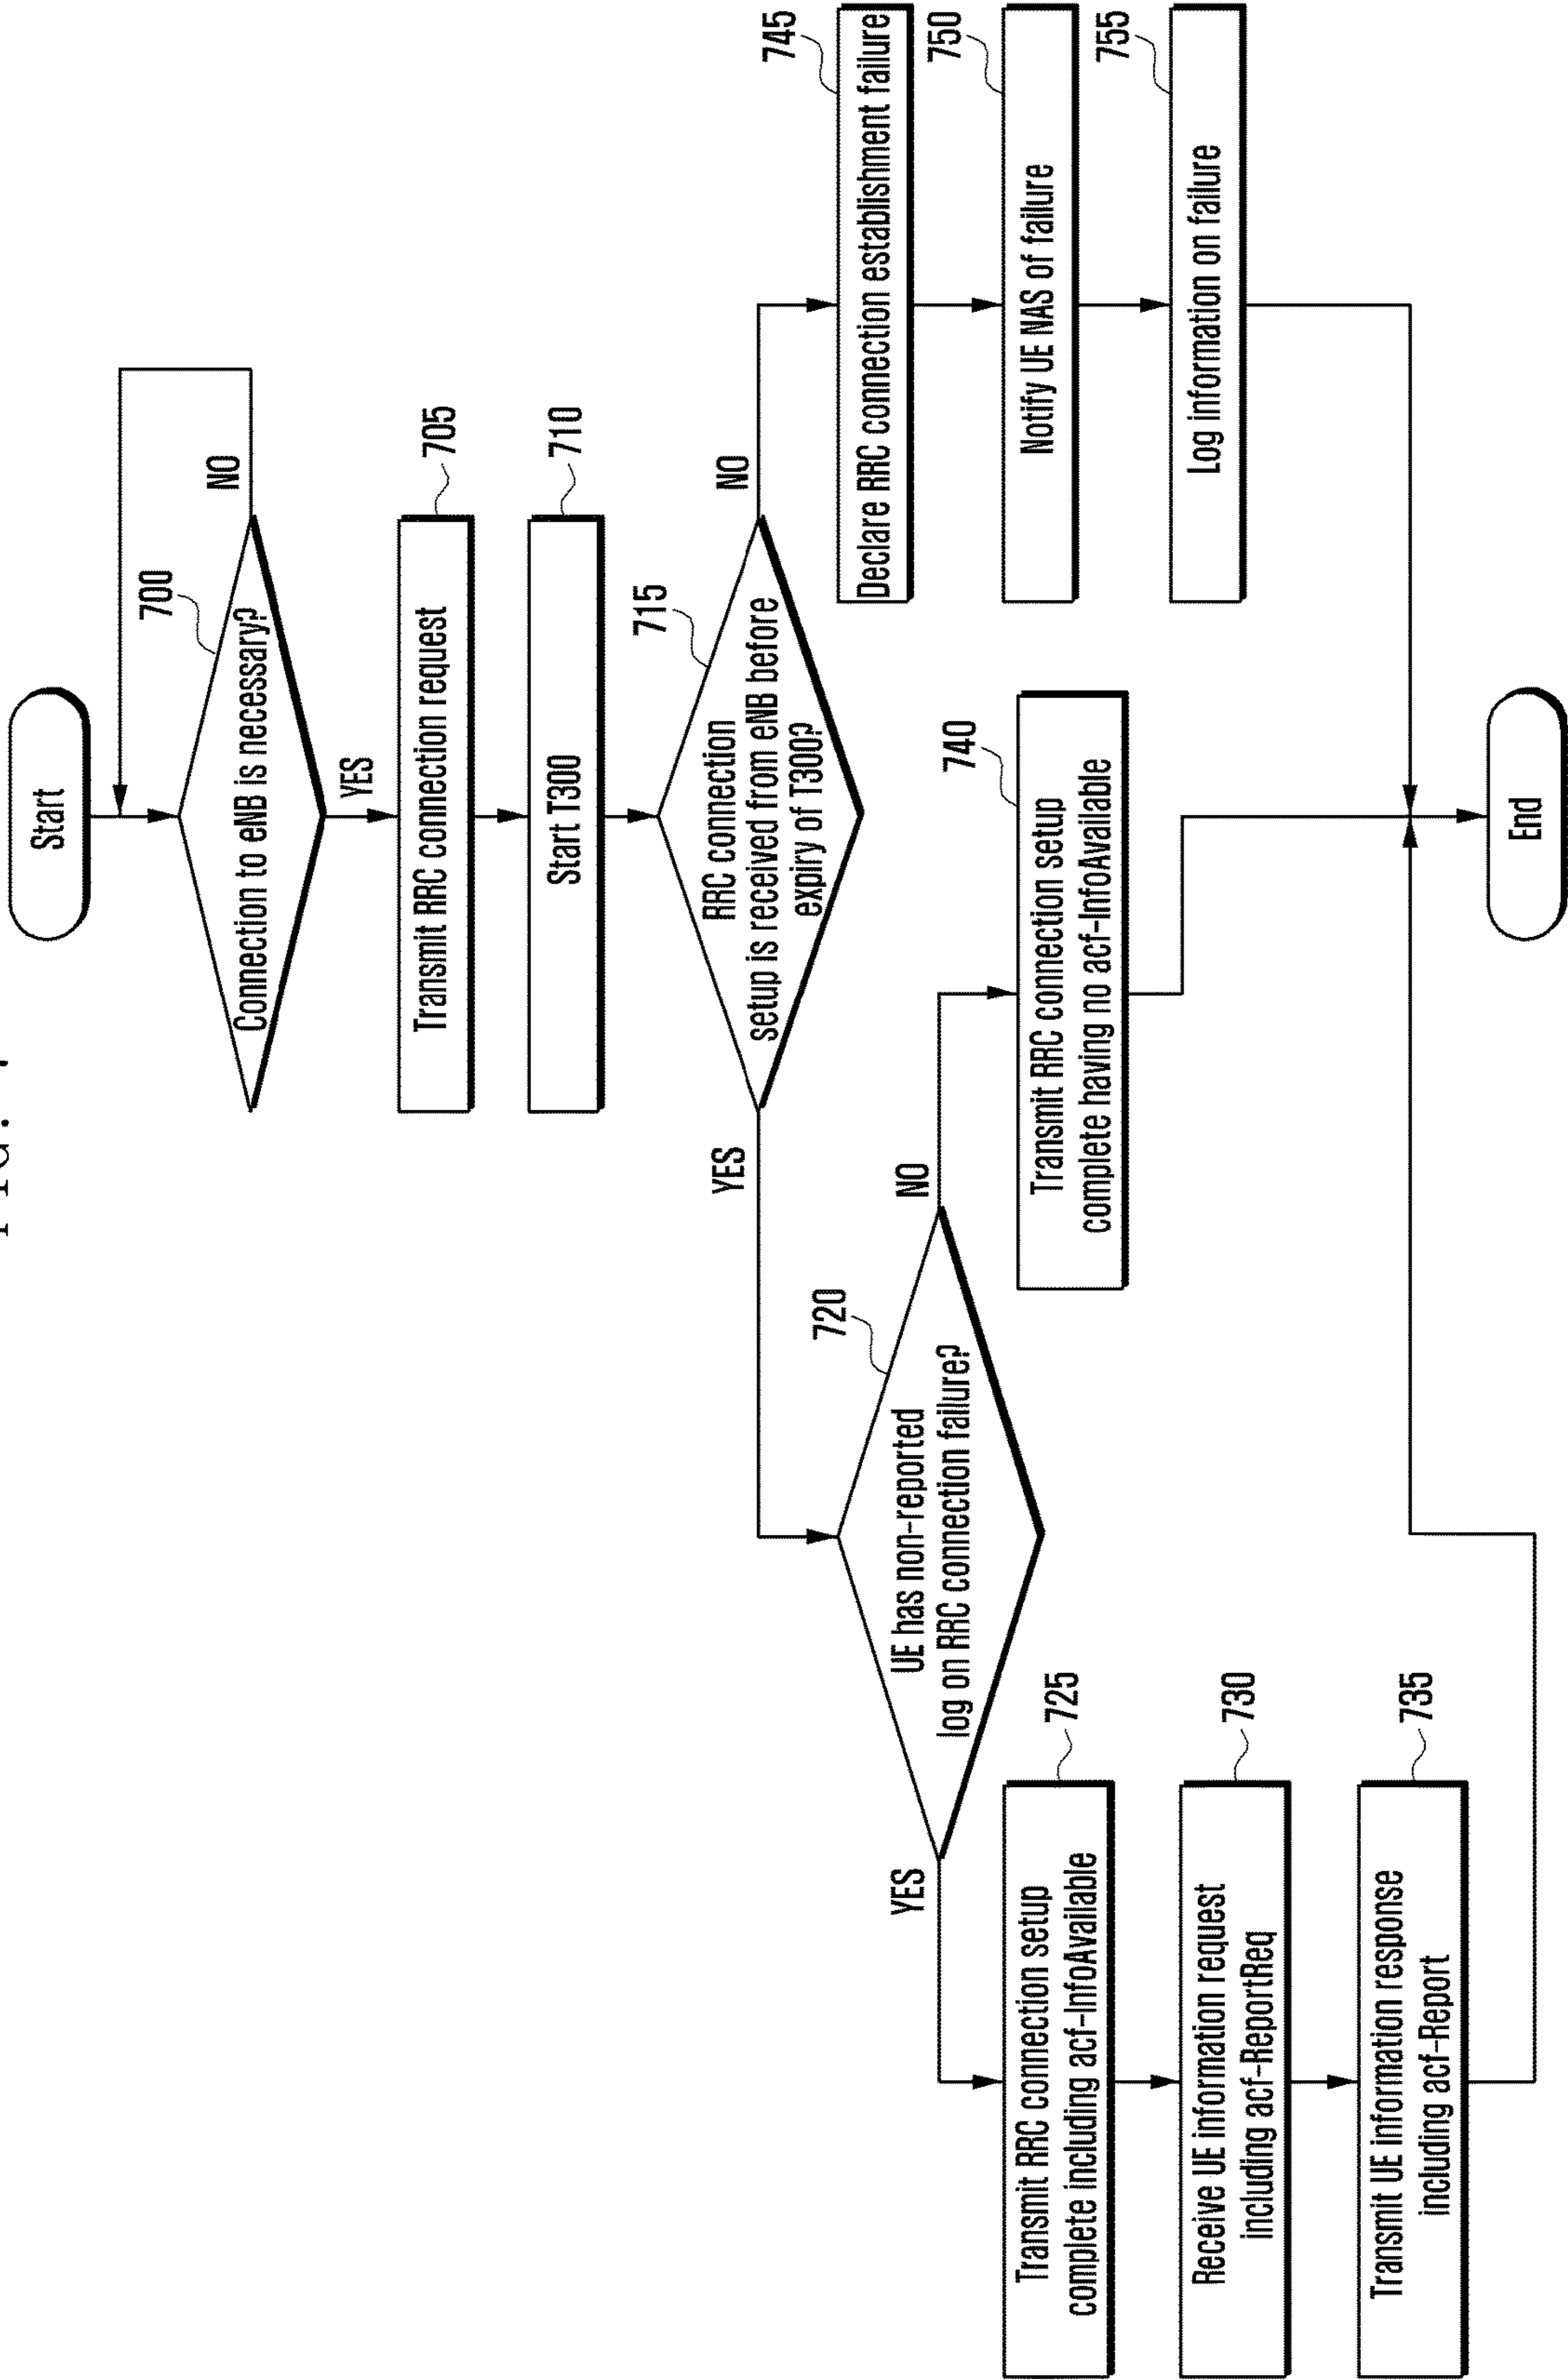 Start
700
Connection to eNB is necessary?
NO
YES
705
Transmit RRC connection request
710
Start T300
715
RRC connection
setup is received from eNB before
expiry of T300?
YES
NO
720
UE has non-reported
log on RRC connection failure?
YES
NO
725
Transmit RRC connection setup
complete including acf-InfoAvailable
730
Receive UE information request
including acf-ReportReq
735
Transmit UE information response
including acf-Report
740
Transmit RRC connection setup
complete having no acf-InfoAvailable
745
Declare RRC connection establishment failure
750
Notify UE NAS of failure
755
Log information on failure
End